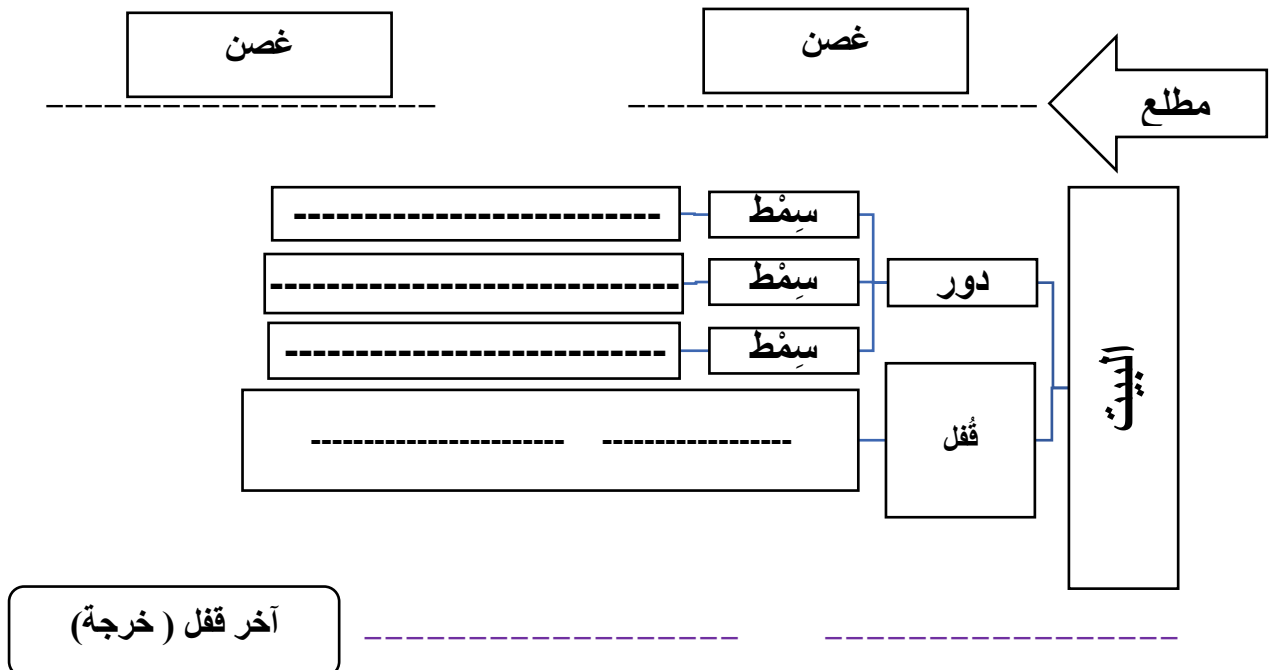 غصن
غصن
مطلع
سِمْط
سِمْط
سِمْط
دور
البيت
قُفل
آخر قفل ( خرجة)